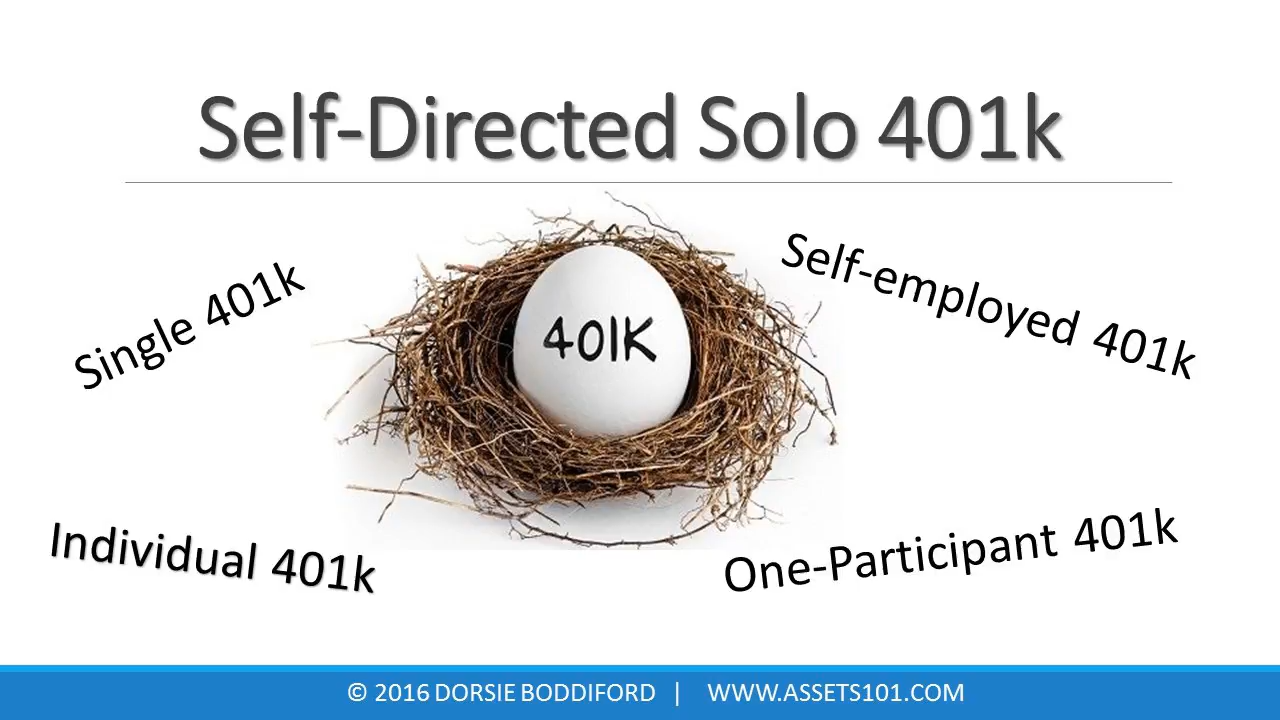 Self-Directed Solo 401k
Single 401k
Self-employed 401k
401K
Individual 401k
One-Participant 401k
© 2016 DORSIE BODDIFORD | WWW.ASSETS101.COM